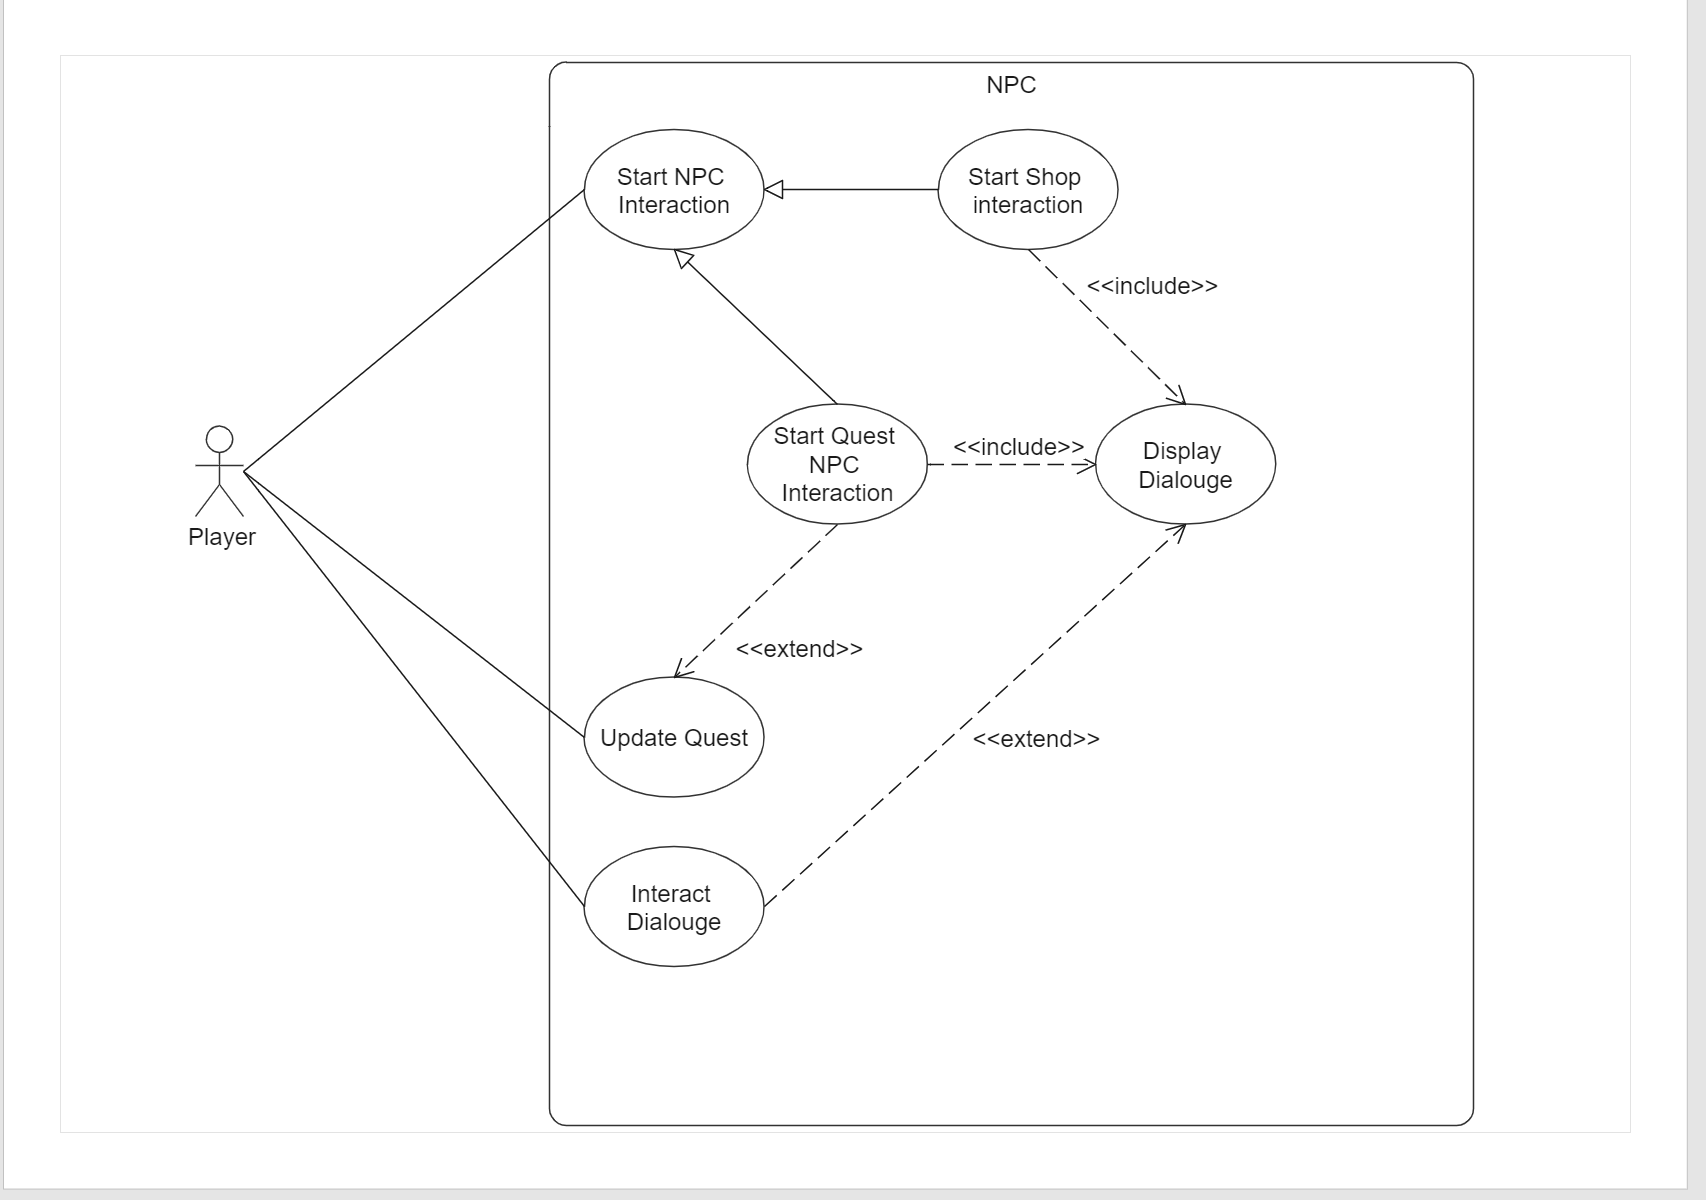 NPC
Start NPC
Interaction
Start Shop
interaction
<<include>>
Start Quest
NPC
Interaction
<<include>>
Display
Dialouge
Player
<<extend>>
Update Quest
<<extend>>
Interact
Dialouge